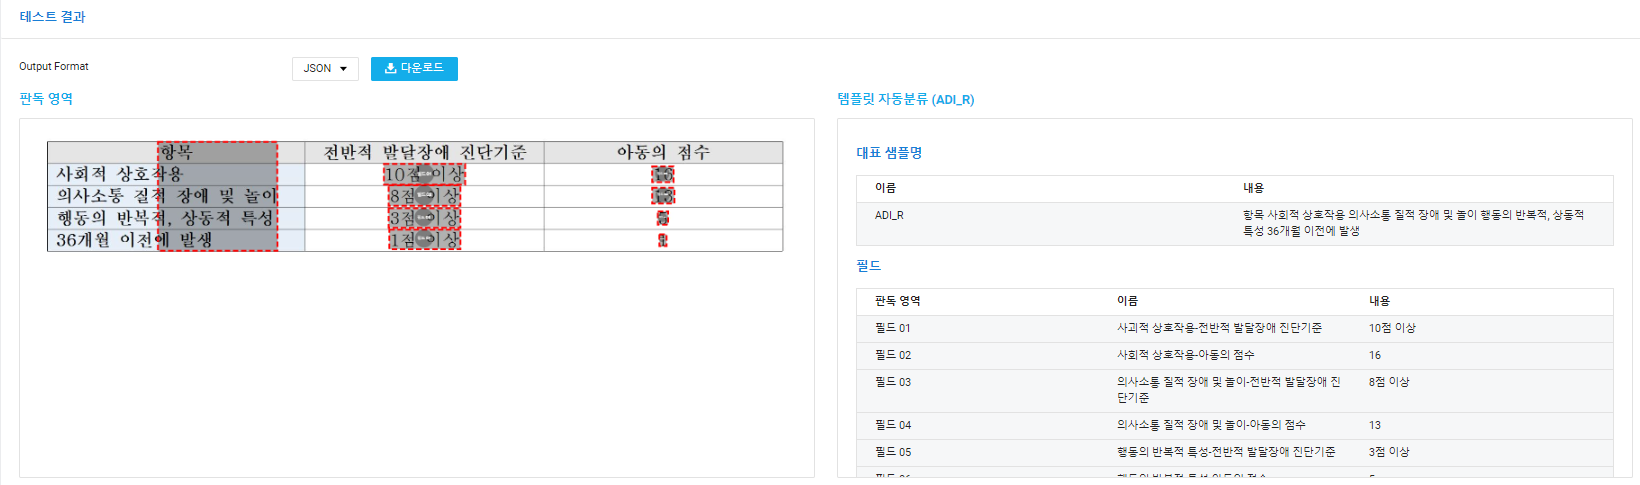 테스트 결과
Output Format
JSON
다운로드
판독 영역
항목 전반적 발달장애 진단기준 아동의 점수
사회적 상호작용 10점 이상 16
의사소통 질적 장애 및 놀이 8점 이상 13
행동의 반복적, 상동적 특성 3점 이상
36개월 이전에 발생 1점 이상
템플릿 자동분류 (ADI_R)
대표 샘플명
이름 내용
ADI_R 항목 사회적 상호작용 의사소통 질적 장애 및 놀이 행동의 반복적, 상동적
특성 36개월 이전에 발생
필드
판독 영역 이름 내용
필드 01 사괴적 상호작용-전반적 발달장애 진단기준 10점 이상
필드 02 사회적 상호작용-아동의 점수 16
필드 03 의사소통 질적 장애 및 놀이-전반적 발달장애 진 8점 이상
단기준
필드 04 의사소통 질적 장애 및 놀이-아동의 점수 13
필드 05 행동의 반복적 특성-전반적 발달장애 진단기준 3점 이상